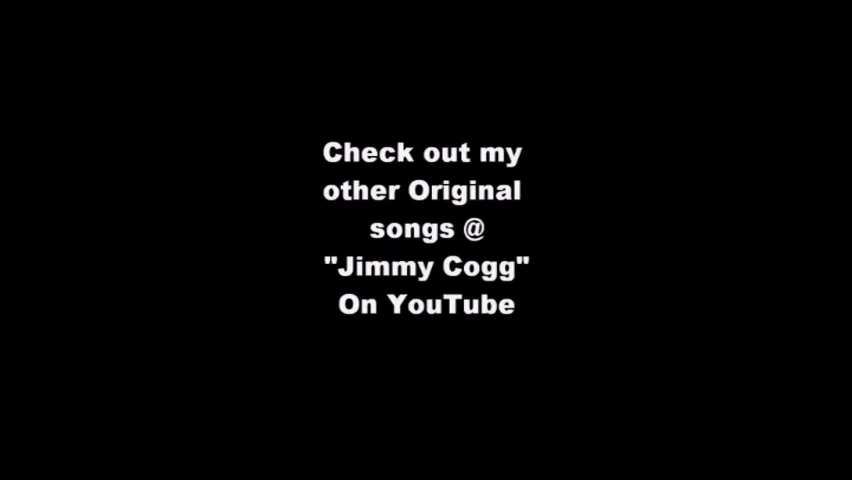 Check out my
other Original
songs @
"Jimmy Cogg"
On YouTube